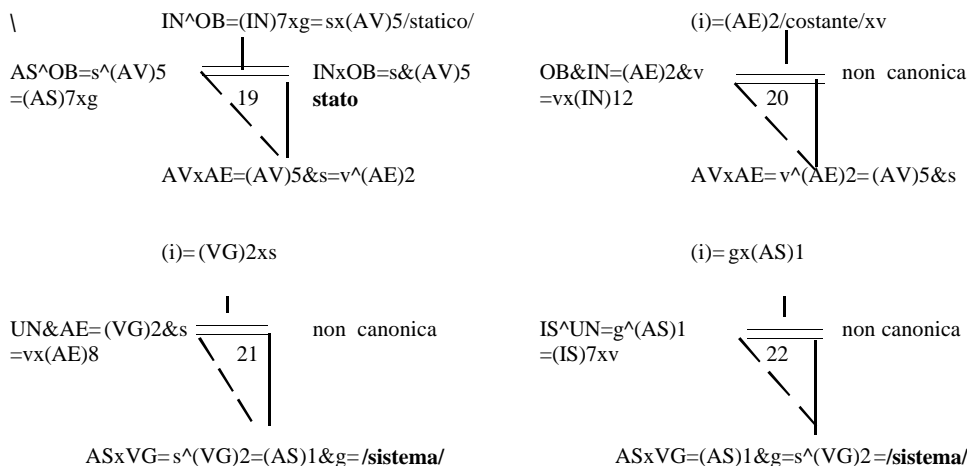 \ IN^OB=(IN)7xg=sx(AV)5/statico/
(i)=(AE)2/costante/xv
AS^OB=s^(AV)5
=(AS)7xg
19
INxOB=s&(AV)5
stato
AVxAE=(AV)5&s=v^(AE)2
OB&IN=(AE)2&v
=vx(IN)12
20
non canonica
AVxAE=v^(AE)2=(AV)5&s
(i)=(VG)2xs
(i)=gx(AS)1
UN&AE=(VG)2&s
=vx(AE)8
21
non canonica
ASxVG=s^(VG)2=(AS)1&g=/sistema/
IS^UN=g^(AS)1
=(IS)7xv
22
non canonica
ASxVG=(AS)1&g=s^(VG)2=/sistema/